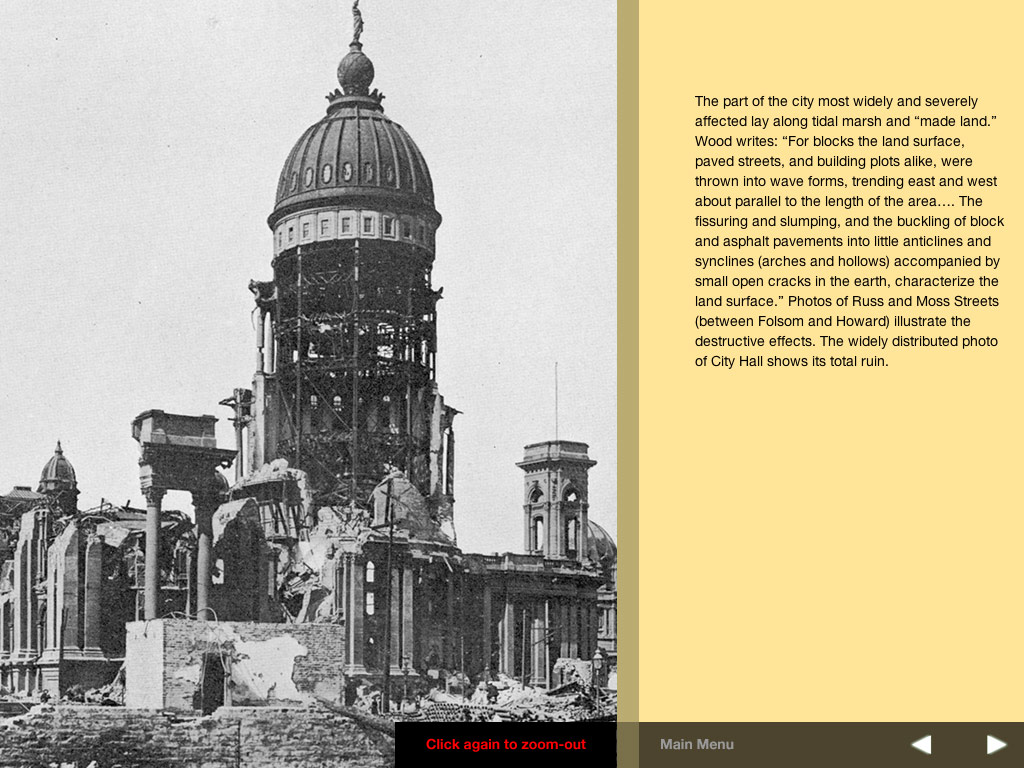 The part of the city most widely and severely
affected lay along tidal marsh and “made land.”
Wood writes: “For blocks the land surface,
paved streets, and building plots alike, were
thrown into wave forms, trending east and west
about parallel to the length of the area…. The
fissuring and slumping, and the buckling of block
and asphalt pavements into little anticlines and
synclines (arches and hollows) accompanied by
small open cracks in the earth, characterize the
land surface.” Photos of Russ and Moss Streets
(between Folsom and Howard) illustrate the
destructive effects. The widely distributed photo
of City Hall shows its total ruin.
Click again to zoom-out
Main Menu